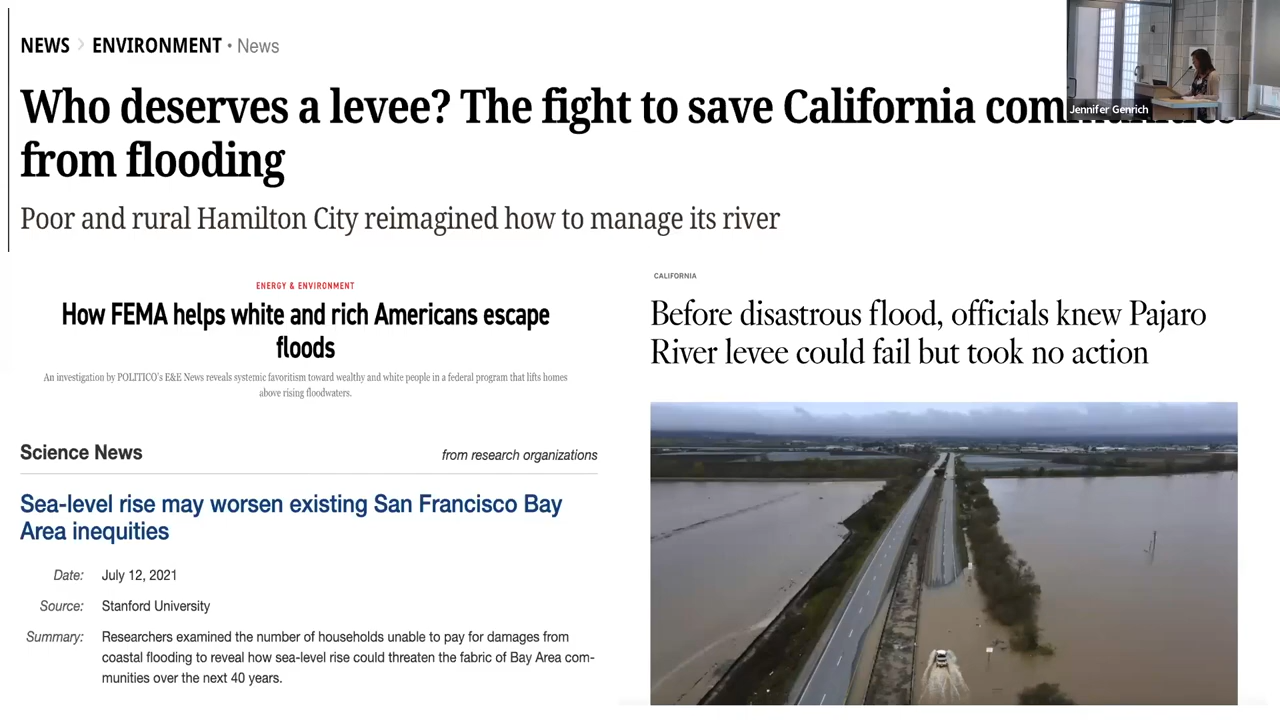 NEWS > ENVIRONMENT • News
Who deserves a levee? The fight to save California
from flooding
Poor and rural Hamilton City reimagined how to manage its river
Jennifer Genrich
ENERGY & ENVIRONMENT
How FEMA helps white and rich Americans escape
floods
An investigation by POLITICO's E&E News reveals systemic favoritism toward wealthy and white people in a federal program that lifts homes
above rising floodwaters.
Science News from research organizations
Sea-level rise may worsen existing San Francisco Bay
Area inequities
Date: July 12, 2021
Source: Stanford University
Summary: Researchers examined the number of households unable to pay for damages from
coastal flooding to reveal how sea-level rise could threaten the fabric of Bay Area com-
munities over the next 40 years.
CALIFORNIA
Before disastrous flood, officials knew Pajaro
River levee could fail but took no action